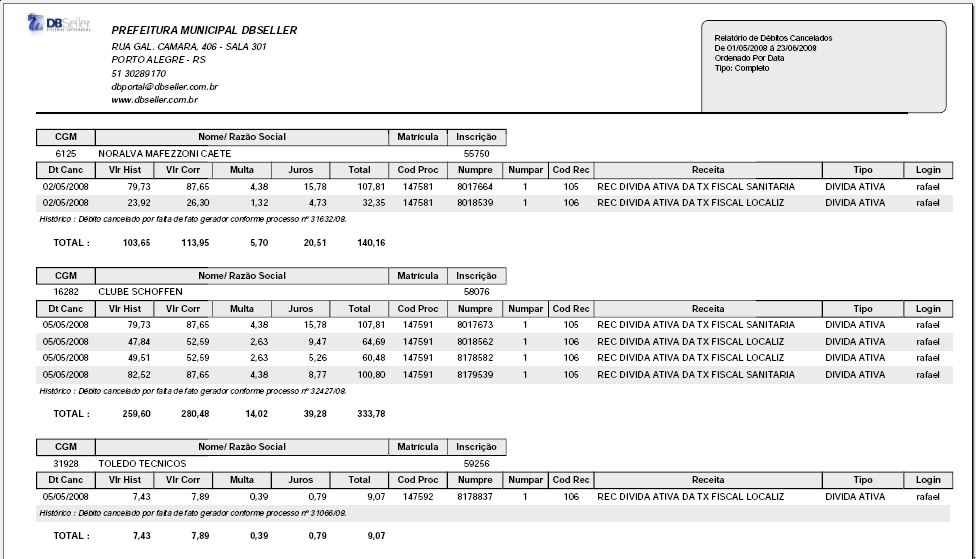 DBSeller
PREFEITURA MUNICIPAL DBSELLER
RUA GAL. CAMARA, 406 - SALA 301
PORTO ALEGRE - RS
51 30289170
dbportal@dbseller.com.br
www.dbseller.com.br
Relatório de Débitos Cancelados
De 01/05/2008 à 23/06/2008
Ordenado Por Data
Tipo: Completo
CGM Nome/ Razão Social Matrícula Inscrição
6125 NORALVA MAFEZZONI CAETE 55750
Dt Canc Vlr Hist Vlr Corr Multa Juros Total Cod Proc Numpre Numpar Cod Rec Receita Tipo Login
02/05/2008 79,73 87,65 4,38 15,78 107,81 147581 8017664 1 105 REC DIVIDA ATIVA DA TX FISCAL SANITARIA DIVIDA ATIVA rafael
02/05/2008 23,92 26,30 1,32 4,73 32,35 147581 8018539 1 106 REC DIVIDA ATIVA DA TX FISCAL LOCALIZ DIVIDA ATIVA rafael
Histórico : Débito cancelado por falta de fato gerador conforme processo nº 31632/08.
TOTAL : 103,65 113,95 5,70 20,51 140,16
CGM Nome/ Razão Social Matrícula Inscrição
16282 CLUBE SCHOFFEN 58076
Dt Canc Vlr Hist Vlr Corr Multa Juros Total Cod Proc Numpre Numpar Cod Rec Receita Tipo Login
05/05/2008 79,73 87,65 4,38 15,78 107,81 147591 8017673 1 105 REC DIVIDA ATIVA DA TX FISCAL SANITARIA DIVIDA ATIVA rafael
05/05/2008 47,84 52,59 2,63 9,47 64,69 147591 8018562 1 106 REC DIVIDA ATIVA DA TX FISCAL LOCALIZ DIVIDA ATIVA rafael
05/05/2008 49,51 52,59 2,63 5,26 60,48 147591 8178582 1 106 REC DIVIDA ATIVA DA TX FISCAL LOCALIZ DIVIDA ATIVA rafael
05/05/2008 82,52 87,65 4,38 8,77 100,80 147591 8179539 1 105 REC DIVIDA ATIVA DA TX FISCAL SANITARIA DIVIDA ATIVA rafael
Histórico : Débito cancelado por falta de fato gerador conforme processo nº 32427/08.
TOTAL : 259,60 280,48 14,02 39,28 333,78
CGM Nome/ Razão Social Matrícula Inscrição
31928 TOLEDO TECNICOS 59256
Dt Canc Vlr Hist Vlr Corr Multa Juros Total Cod Proc Numpre Numpar Cod Rec Receita Tipo Login
05/05/2008 7,43 7,89 0,39 0,79 9,07 147592 8178837 1 106 REC DIVIDA ATIVA DA TX FISCAL LOCALIZ DIVIDA ATIVA rafael
Histórico : Débito cancelado por falta de fato gerador conforme processo nº 31066/08.
TOTAL : 7,43 7,89 0,39 0,79 9,07